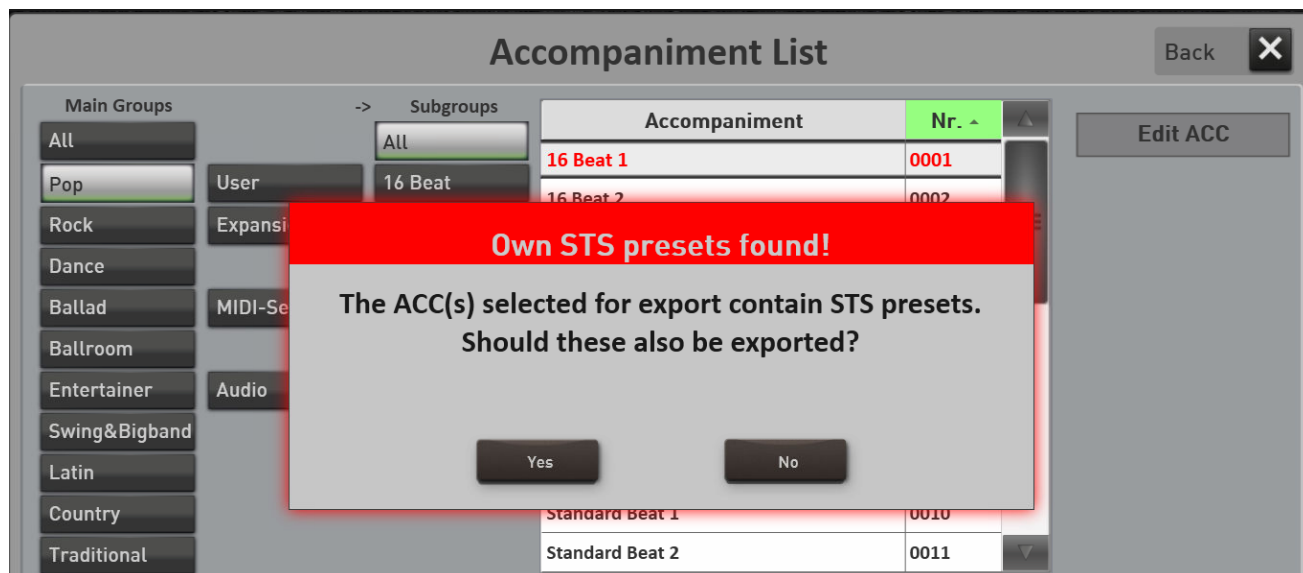 Accompaniment List
Back
Main Groups
->
Subgroups
All
Pop
Rock
Dance
Ballad
Ballroom
Entertainer
Swing&Bigband
Latin
Country
Traditional
User
Expansi
MIDI-Se
Audio
All
16 Beat
Accompaniment Nr.
16 Beat 1 0001
16 Beat 2 0002
Standard Beat 1 0010
Standard Beat 2 0011
Edit ACC
Own STS presets found!
The ACC(s) selected for export contain STS presets.
Should these also be exported?
Yes
No